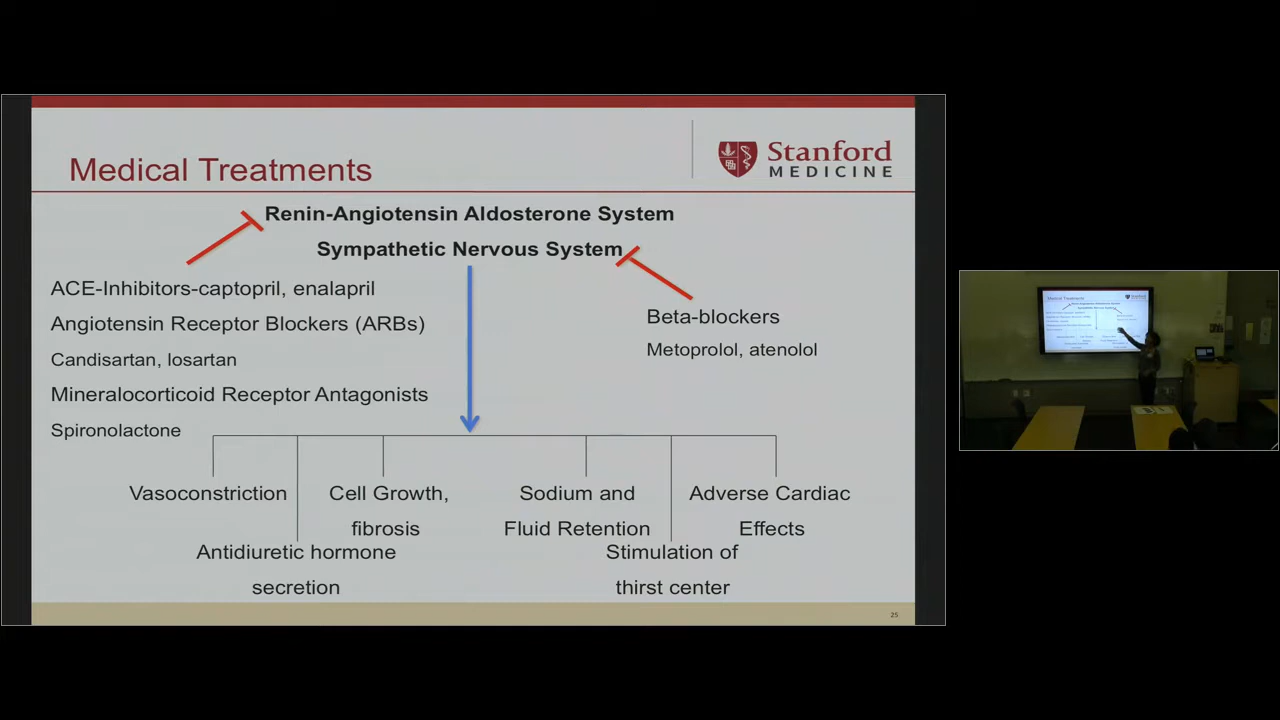 Medical Treatments
Stanford
MEDICINE
Renin-Angiotensin Aldosterone System
Sympathetic Nervous System
ACE-Inhibitors-captopril, enalapril
Angiotensin Receptor Blockers (ARBs)
Candisartan, losartan
Mineralocorticoid Receptor Antagonists
Spironolactone
Beta-blockers
Metoprolol, atenolol
Vasoconstriction
Cell Growth,
fibrosis
Sodium and
Fluid Retention
Adverse Cardiac
Effects
Antidiuretic hormone
secretion
Stimulation of
thirst center
25
Medical Treatments